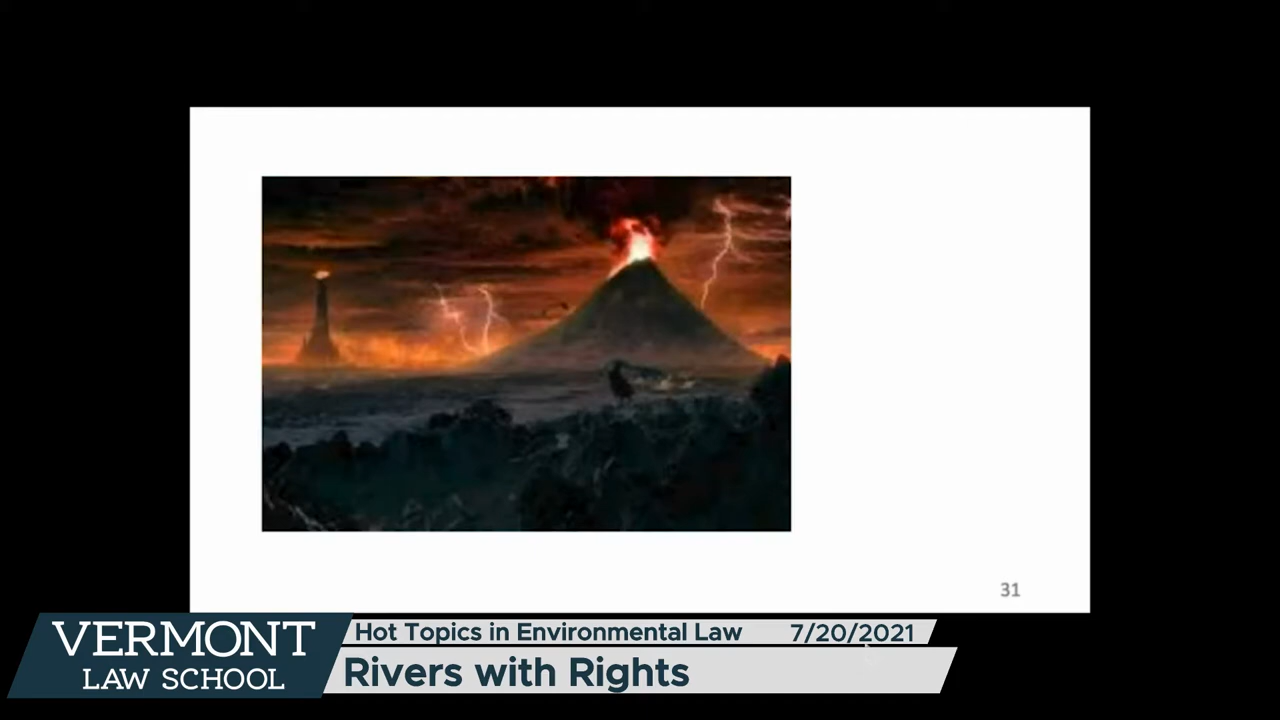 31
VERMONT
LAW SCHOOL
Hot Topics in Environmental Law 7/20/2021
Rivers with Rights